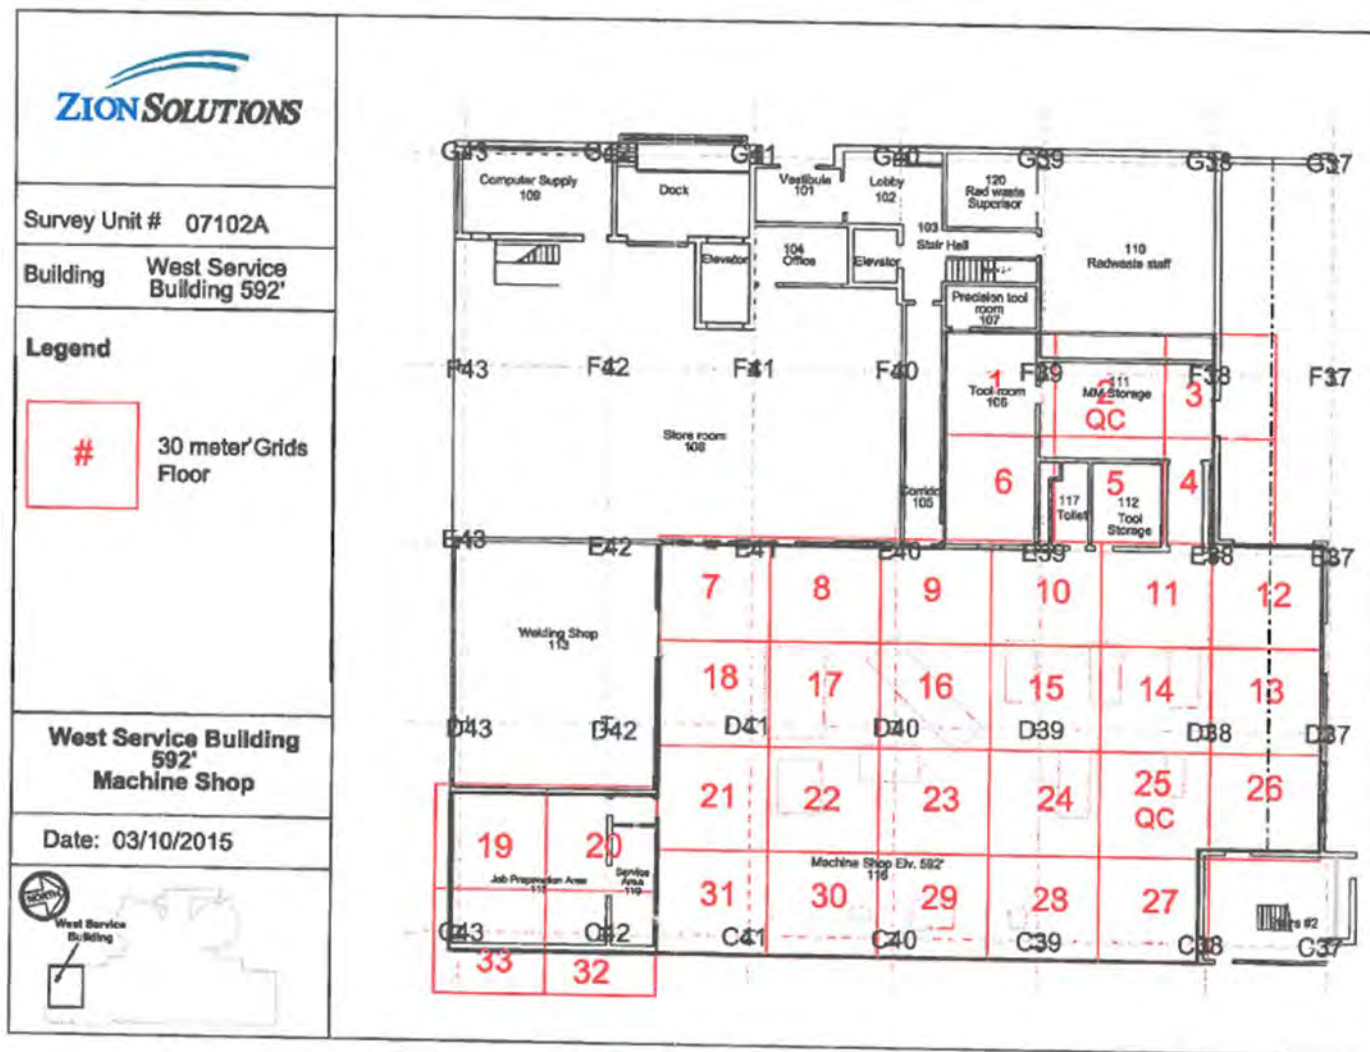 ZIONSOLUTIONS
Survey Unit # 07102A
Building West Service
Building 592'
Legend
#
30 meter' Grids
Floor
West Service Building
592'
Machine Shop
Date: 03/10/2015
NORTH
West Service
Building
G43
G41
G40
G39
G38
G37
Computer Supply
109
Dock
Vestibule
101
Lobby
102
120
Rad waste
Supervisor
103
Stair Hall
110
Radwaste staff
Elevator
104
Office
Elevator
Precision tool
room
107
F43
F42
F41
F40
1
Tool room
106
F39
111
2
MM Storage
QC
F38
3
F37
Store room
108
Corridor
105
6
117
Toilet
5
112
Tool
Storage
4
E43
E42
E41
E40
E39
E38
E37
7
8
9
10
11
12
Welding Shop
113
18
17
16
15
14
13
D43
D42
D41
D40
D39
D38
D37
21
22
23
24
25
QC
26
19
20
Job Preparation Area
Service
Area
Machine Shop Elv. 592'
116
31
30
29
28
27
C43
C42
C41
C40
C39
C38
C37
33
32